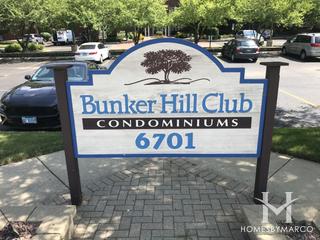 Bunker Hill Club
CONDOMINIUMS
6701
H
HOMESBYMARCO